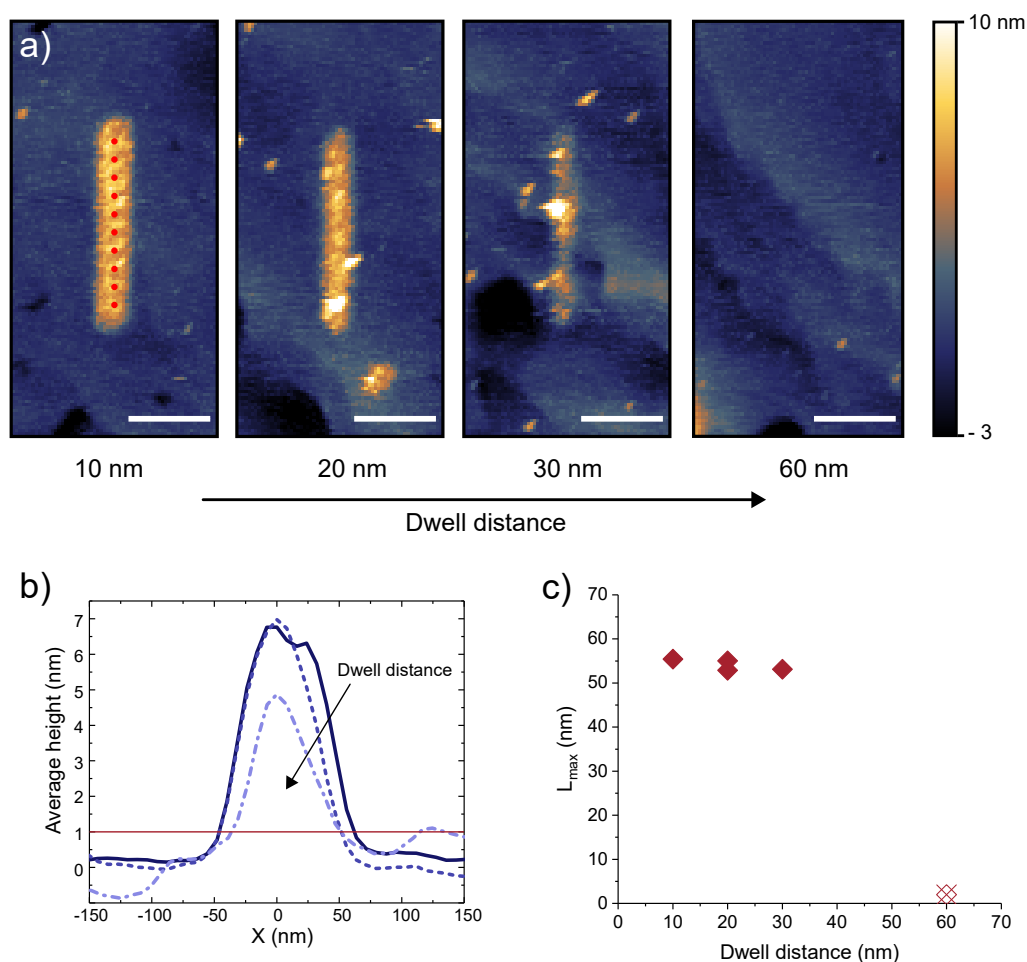 a)
10 nm
- 3
10 nm
20 nm
30 nm
60 nm
Dwell distance
b)
7
6
5
4
3
2
1
0
-150
-100
-50
0
50
100
150
Average height (nm)
X (nm)
Dwell distance
c)
70
60
50
40
30
20
10
0
0
10
20
30
40
50
60
70
L_max (nm)
Dwell distance (nm)